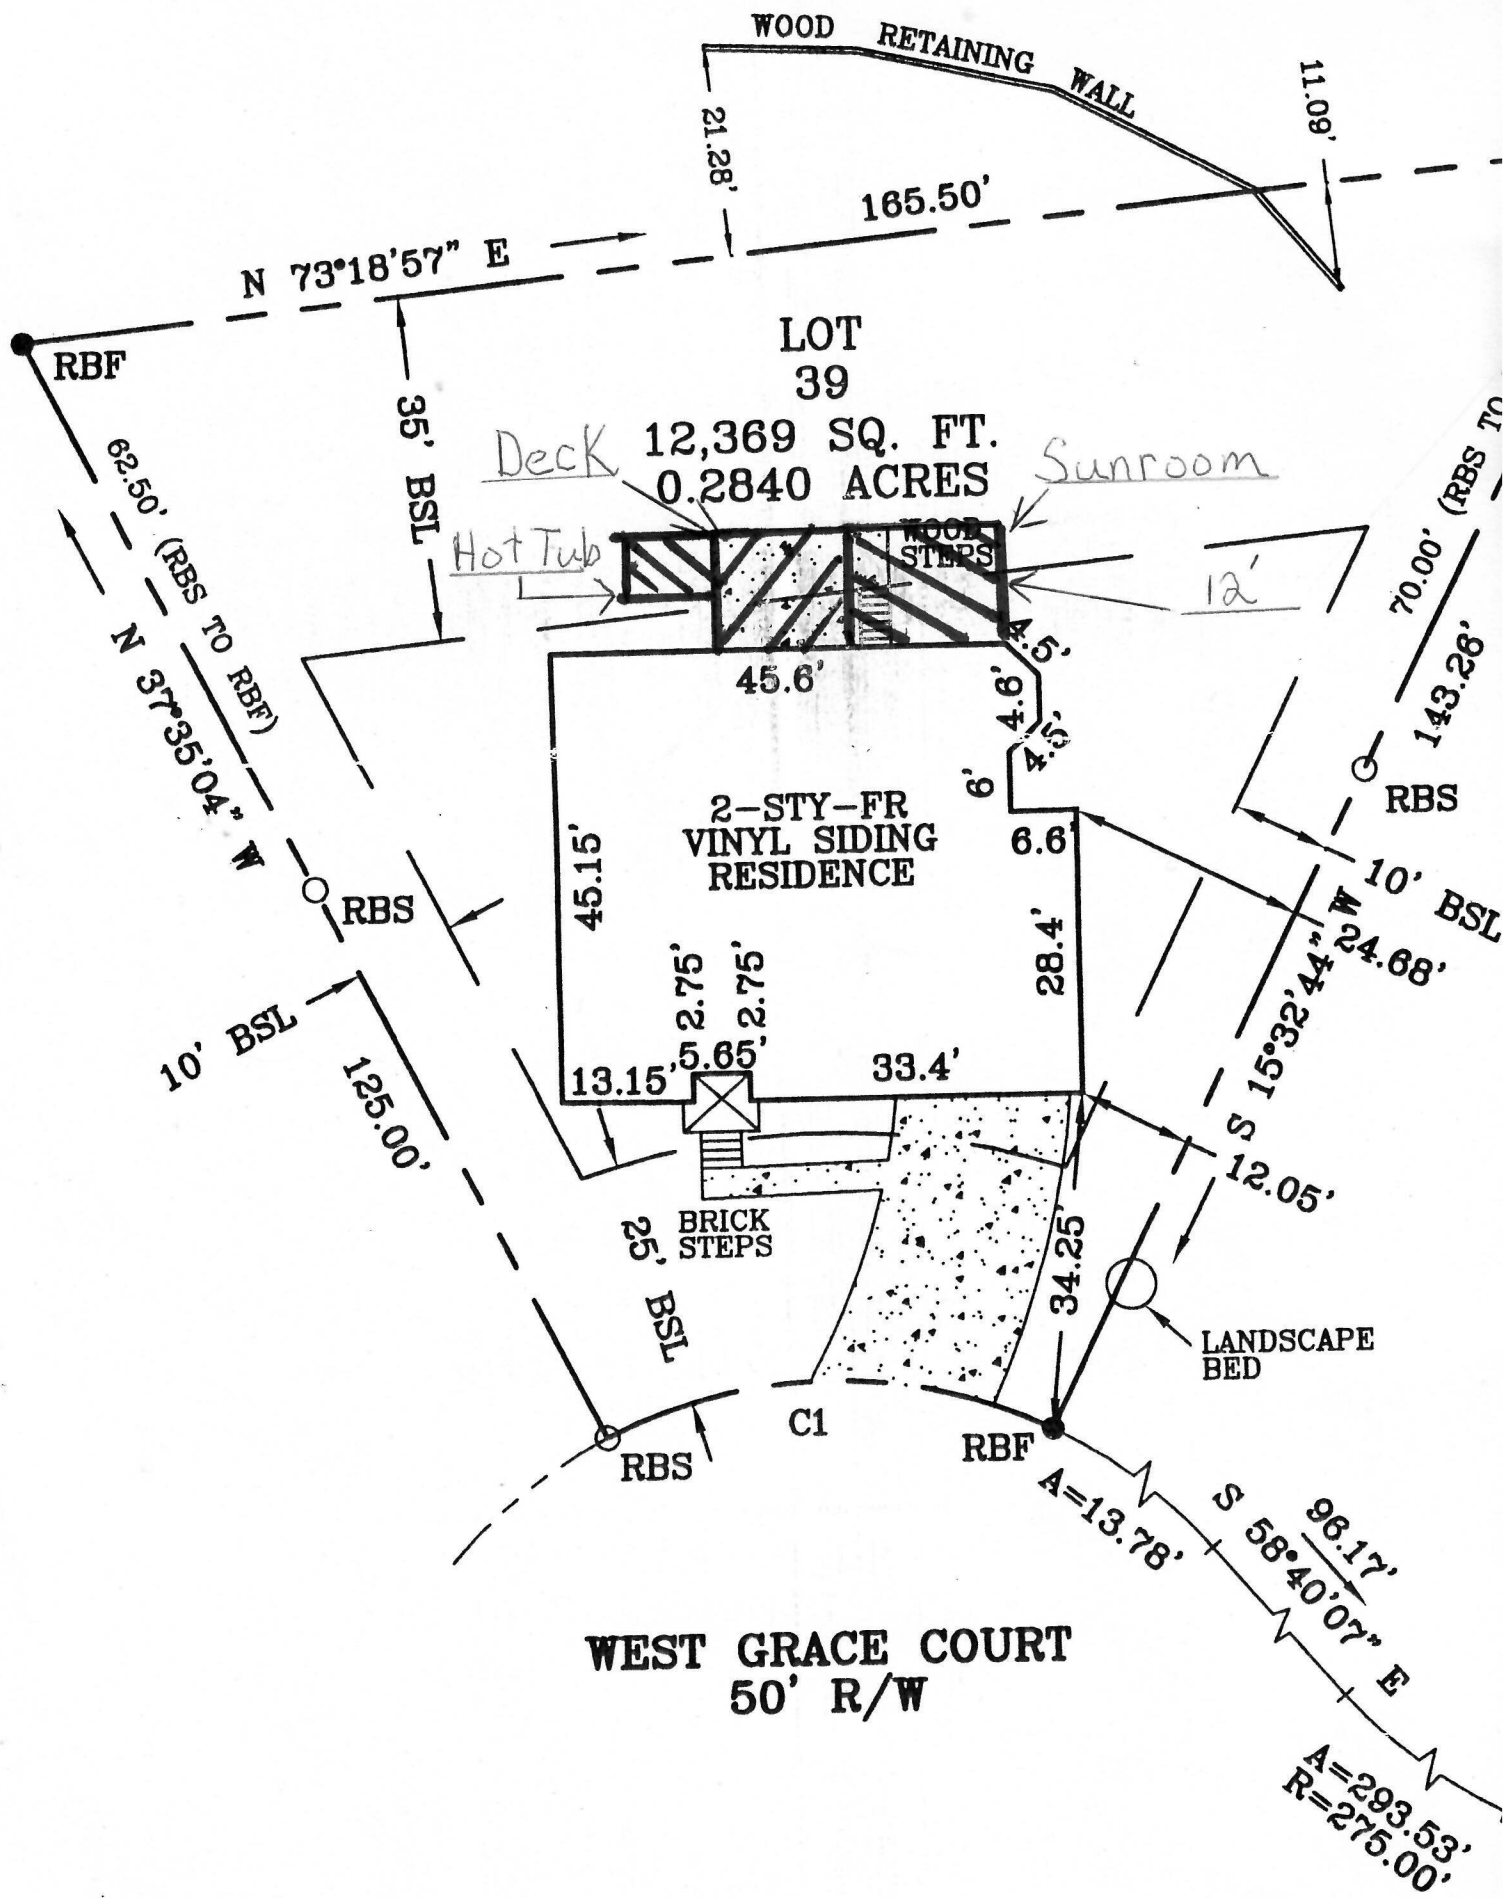 WOOD RETAINING WALL
11.09'
21.28'
165.50'
N 73°18'57" E
RBF
LOT
39
12,369 SQ. FT.
0.2840 ACRES
35' BSL
62.50' (RBS TO RBF)
N 37°35'04" W
Deck
Sunroom
Hot Tub
12'
WOOD
STEPS
70.00' (RBS TO
143.26'
45.6'
4.5'
4.6'
4.5'
6'
6.6'
2-STY-FR
VINYL SIDING
RESIDENCE
45.15'
28.4'
RBS
RBS
10' BSL
24.68'
S 15°32'44" W
10' BSL
125.00'
2.75'
2.75'
13.15'
5.65'
33.4'
12.05'
BRICK
STEPS
25' BSL
34.25'
LANDSCAPE
BED
C1
RBS
RBF
A=13.78'
S 58°40'07" E
96.17'
WEST GRACE COURT
50' R/W
A=293.53'
R=275.00'